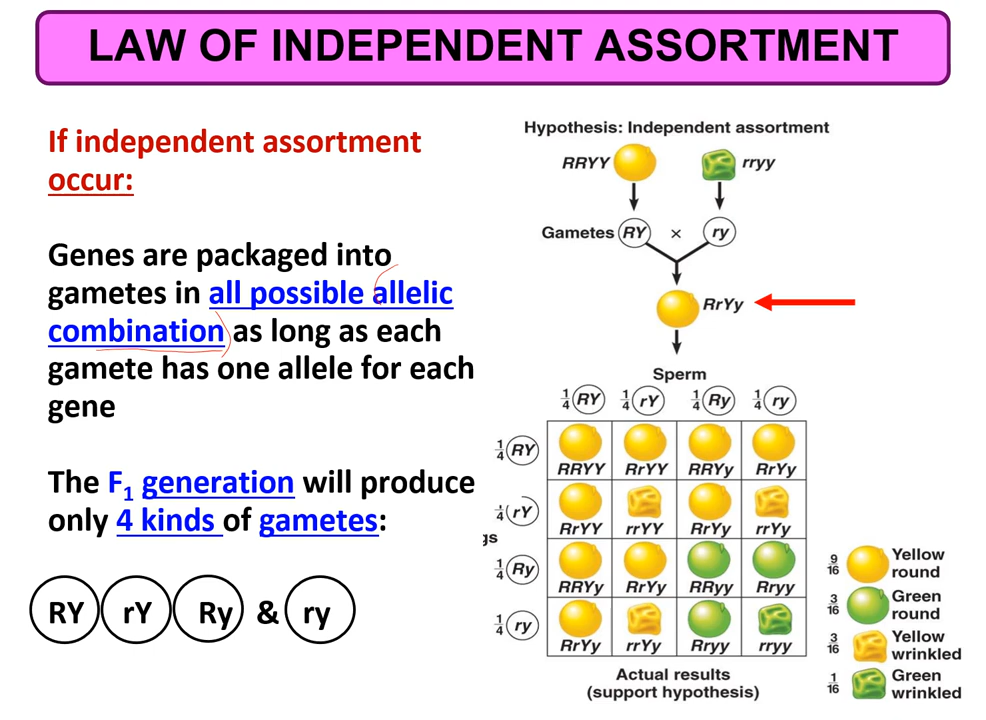 LAW OF INDEPENDENT ASSORTMENT
If independent assortment
occur:
Genes are packaged into
gametes in all possible allelic
combination as long as each
gamete has one allele for each
gene
The F₁ generation will produce
only 4 kinds of gametes:
RY rY Ry & ry
Hypothesis: Independent assortment
RRYY rryy
Gametes RY × ry
RrYy
Sperm
1/4 RY 1/4 rY 1/4 Ry 1/4 ry
1/4 RY
RRYY RrYY RRYy RrYy
1/4 rY
RrYY rrYY RrYy rrYy
gs
1/4 Ry
RRYy RrYy RRyy Rryy
1/4 ry
RrYy rrYy Rryy rryy
Actual results
(support hypothesis)
9/16 Yellow
round
3/16 Green
round
3/16 Yellow
wrinkled
1/16 Green
wrinkled